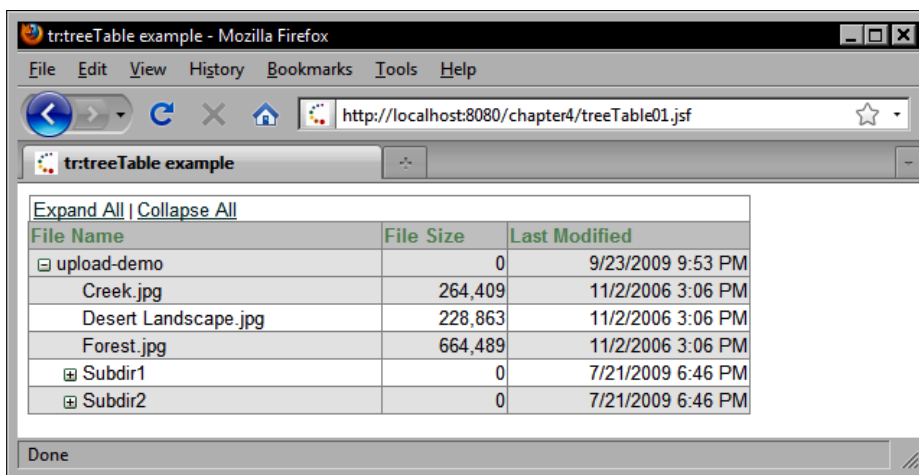 tr:treeTable example - Mozilla Firefox
File Edit View History Bookmarks Tools Help
http://localhost:8080/chapter4/treeTable01.jsf
tr:treeTable example
Expand All | Collapse All
File Name File Size Last Modified
upload-demo 0 9/23/2009 9:53 PM
Creek.jpg 264,409 11/2/2006 3:06 PM
Desert Landscape.jpg 228,863 11/2/2006 3:06 PM
Forest.jpg 664,489 11/2/2006 3:06 PM
Subdir1 0 7/21/2009 6:46 PM
Subdir2 0 7/21/2009 6:46 PM
Done